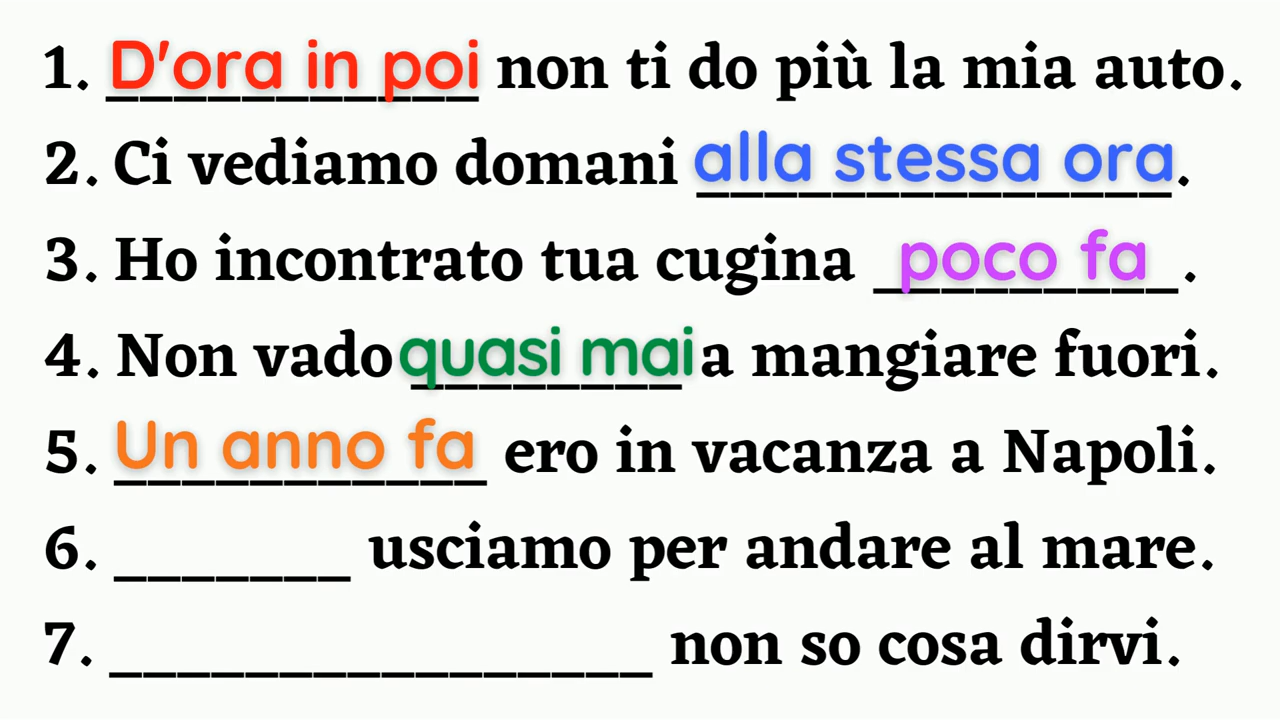 1. D'ora in poi non ti do più la mia auto.
2. Ci vediamo domani alla stessa ora.
3. Ho incontrato tua cugina poco fa.
4. Non vado quasi mai a mangiare fuori.
5. Un anno fa ero in vacanza a Napoli.
6. _______ usciamo per andare al mare.
7. ________________ non so cosa dirvi.